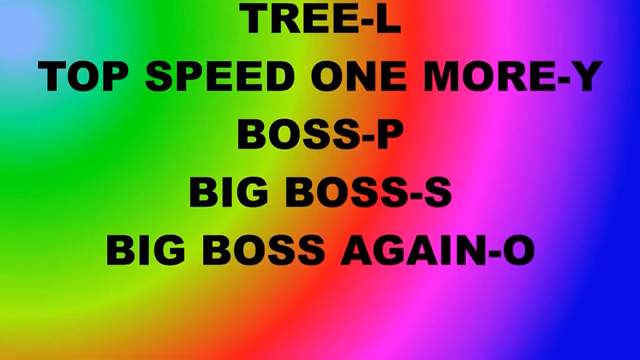 TREE-L
TOP SPEED ONE MORE-Y
BOSS-P
BIG BOSS-S
BIG BOSS AGAIN-O